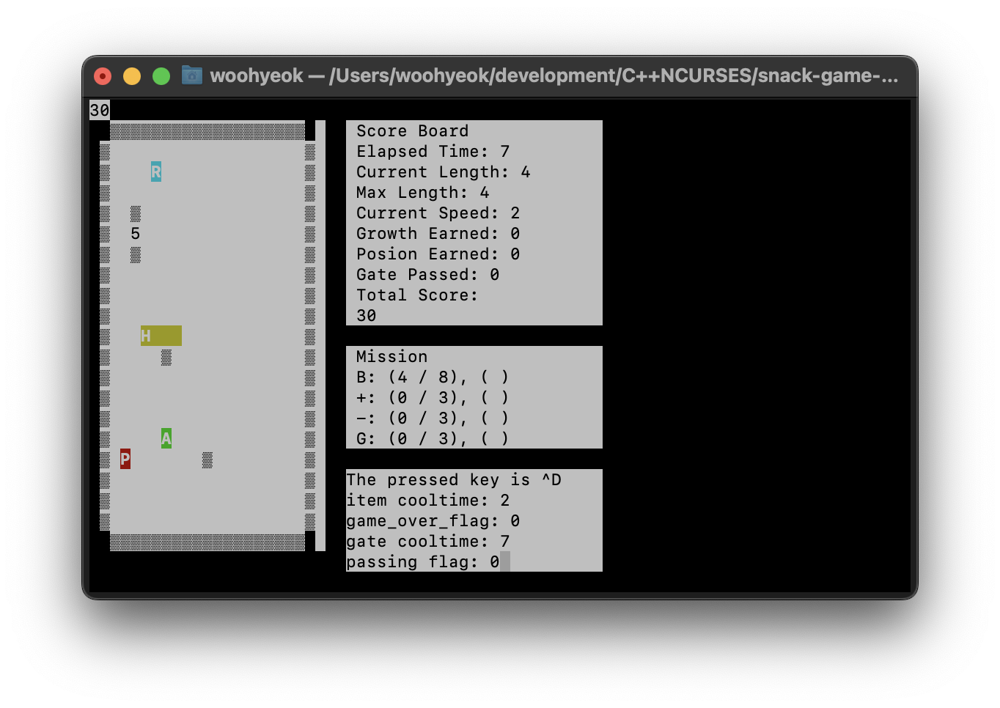 woohyeok — /Users/woohyeok/development/C++NCURSES/snack-game-...
30
R
5
H
A
P
Score Board
Elapsed Time: 7
Current Length: 4
Max Length: 4
Current Speed: 2
Growth Earned: 0
Posion Earned: 0
Gate Passed: 0
Total Score:
30
Mission
B: (4 / 8), ( )
+: (0 / 3), ( )
−: (0 / 3), ( )
G: (0 / 3), ( )
The pressed key is ^D
item cooltime: 2
game_over_flag: 0
gate cooltime: 7
passing flag: 0